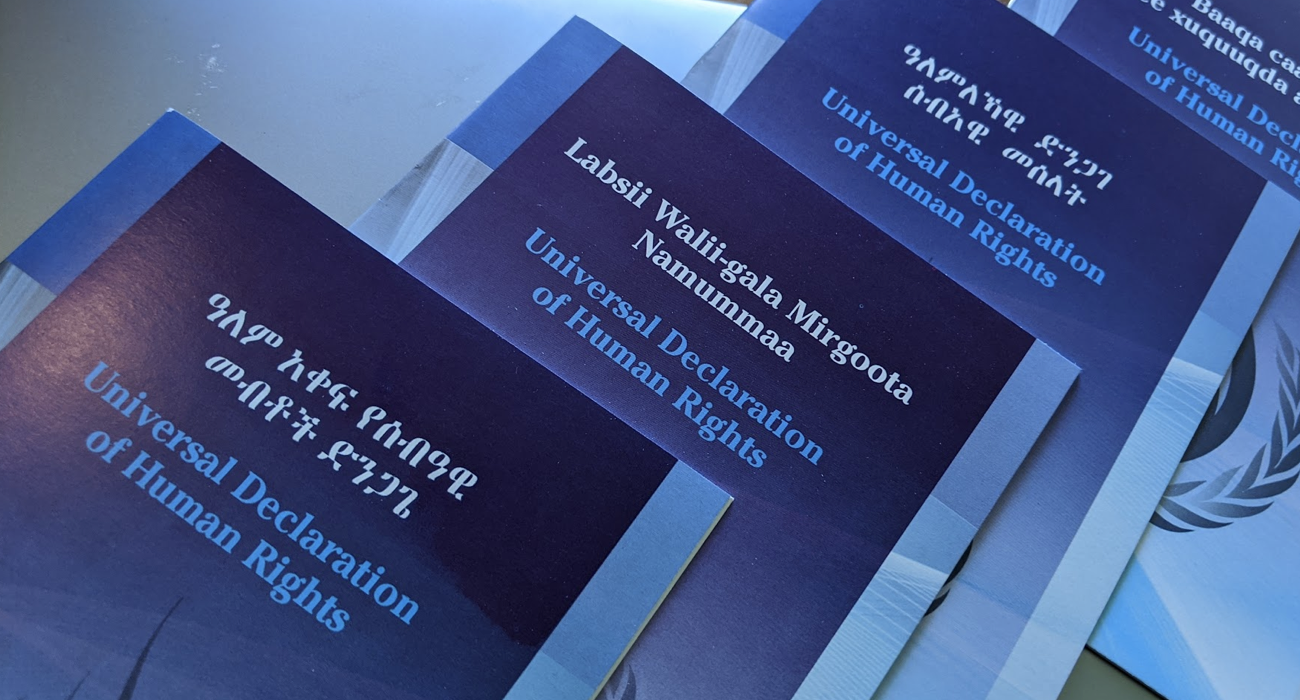 ዓለም አቀፍ የሰብዓዊ
መብቶች ድንጋጌ
Universal Declaration
of Human Rights
Labsii Walii-gala Mirgoota
Namummaa
Universal Declaration
of Human Rights
ዓለምለኻዊ ድንጋገ
ሰብኣዊ መሰላት
Universal Declaration
of Human Rights
Baaqa
xuquuqda
Universal
of Human